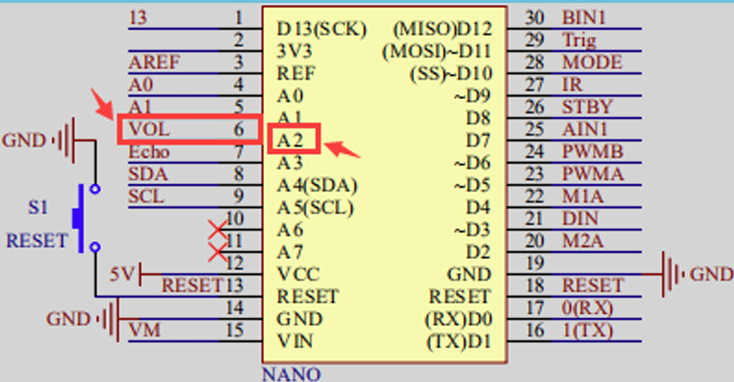 13 1 D13(SCK) (MISO)D12 30 BIN1
2 3V3 (MOSI)~D11 29 Trig
AREF 3 REF (SS)~D10 28 MODE
A0 4 A0 ~D9 27 IR
A1 5 A1 D8 26 STBY
VOL 6 A2 D7 25 AIN1
GND
Echo 7 A3 ~D6 24 PWMB
SDA 8 A4(SDA) ~D5 23 PWMA
SCL 9 A5(SCL) D4 22 M1A
S1
10 A6 ~D3 21 DIN
RESET
11 A7 D2 20 M2A
5V 12 VCC GND 19 GND
RESET 13 RESET RESET 18 RESET
GND 14 GND (RX)D0 17 0(RX)
VM 15 VIN (TX)D1 16 1(TX)
NANO